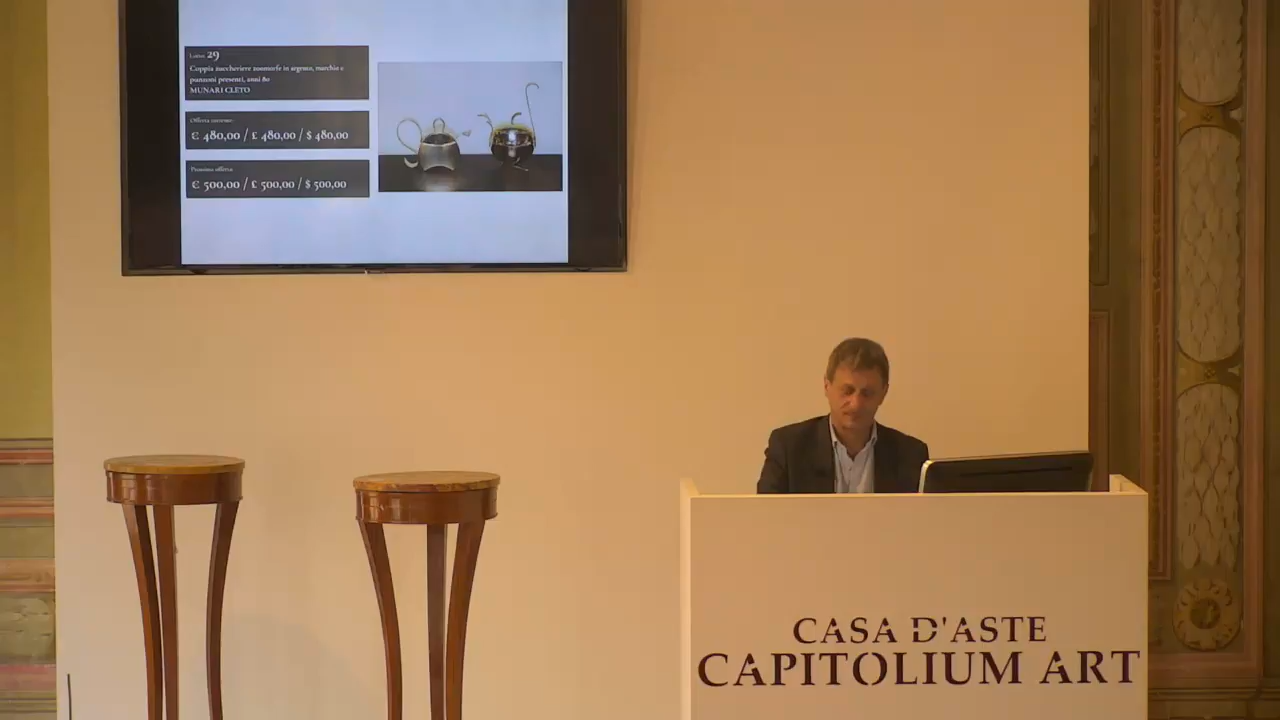 Lotto 29
Coppia zuccheriere zoomorfe in argento, marchio e
punzoni presenti, anni 80
MUNARI CLETO
Offerta corrente:
€ 480,00 / £ 480,00 / $ 480,00
Prossima offerta:
€ 500,00 / £ 500,00 / $ 500,00
CASA D'ASTE
CAPITOLIUM ART